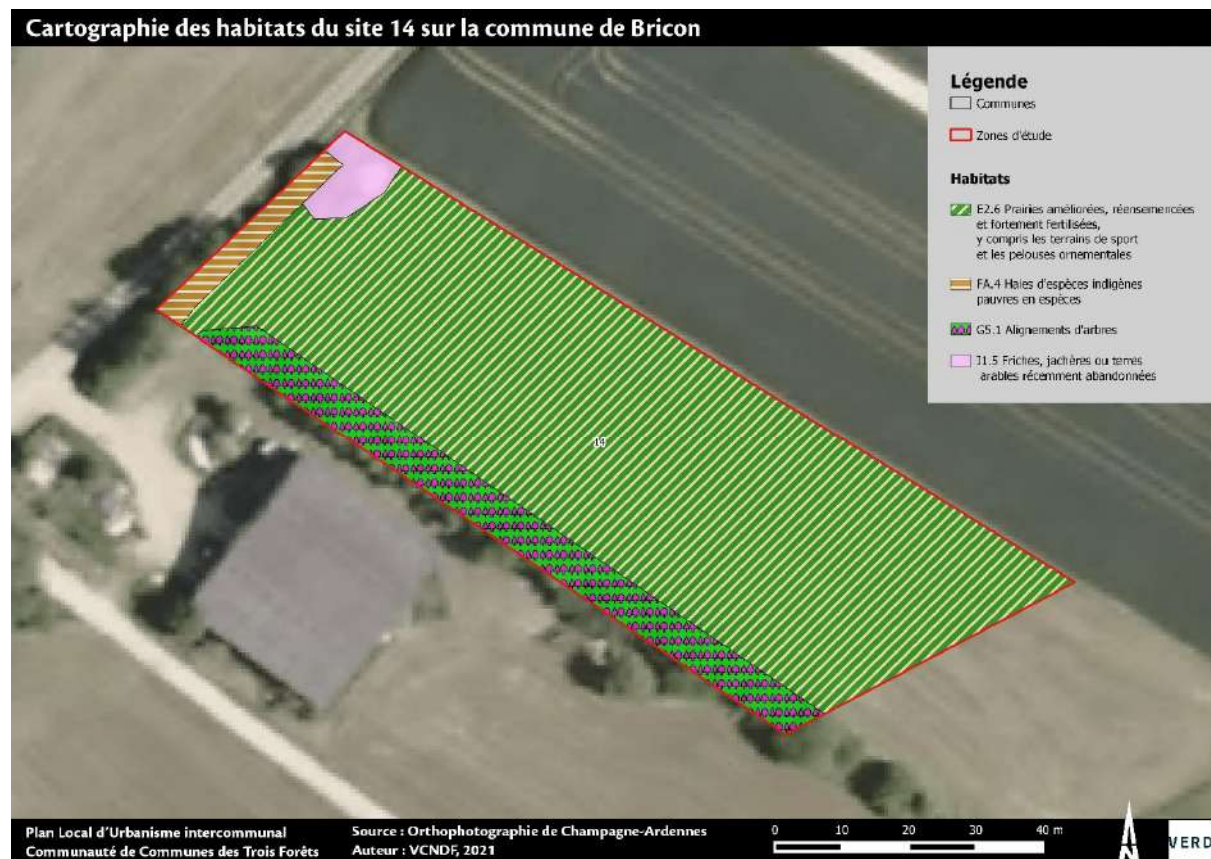 Cartographie des habitats du site 14 sur la commune de Bricon
Légende
Communes
Zones d'étude
Habitats
E2.6 Prairies améliorées, réensemencées
et fortement fertilisées,
y compris les terrains de sport
et les pelouses ornementales
FA.4 Haies d'espèces indigènes
pauvres en espèces
G5.1 Alignements d'arbres
I1.5 Friches, jachères ou terres
arables récemment abandonnées
14
Plan Local d'Urbanisme intercommunal
Communauté de Communes des Trois Forêts
Source : Orthophotographie de Champagne-Ardennes
Auteur : VCNDF, 2021
0 10 20 30 40 m
N
VERD